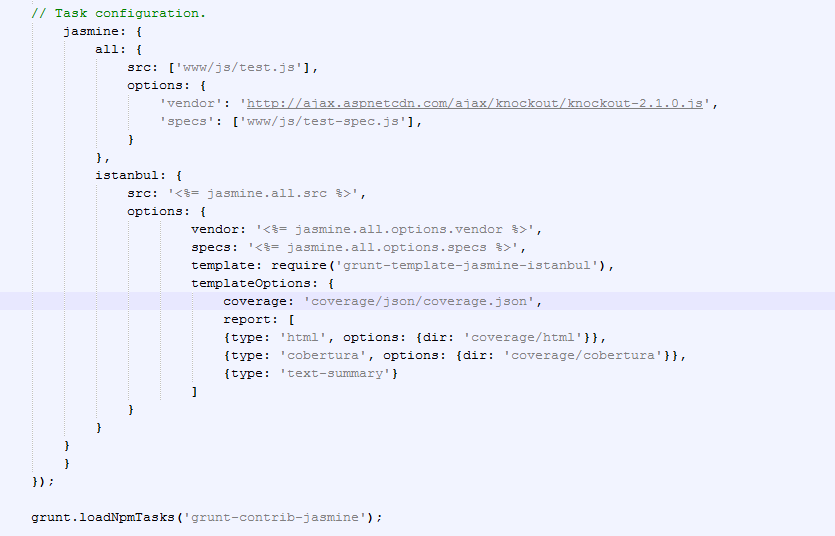 // Task configuration.
    jasmine: {
        all: {
            src: ['www/js/test.js'],
            options: {
                'vendor': 'http://ajax.aspnetcdn.com/ajax/knockout/knockout-2.1.0.js',
                'specs': ['www/js/test-spec.js'],
            }
        },
        istanbul: {
            src: '<%= jasmine.all.src %>',
            options: {
                    vendor: '<%= jasmine.all.options.vendor %>',
                    specs: '<%= jasmine.all.options.specs %>',
                    template: require('grunt-template-jasmine-istanbul'),
                    templateOptions: {
                        coverage: 'coverage/json/coverage.json',
                        report: [
                        {type: 'html', options: {dir: 'coverage/html'}},
                        {type: 'cobertura', options: {dir: 'coverage/cobertura'}},
                        {type: 'text-summary'}
                    ]
            }
        }
    }
    }
});
grunt.loadNpmTasks('grunt-contrib-jasmine');